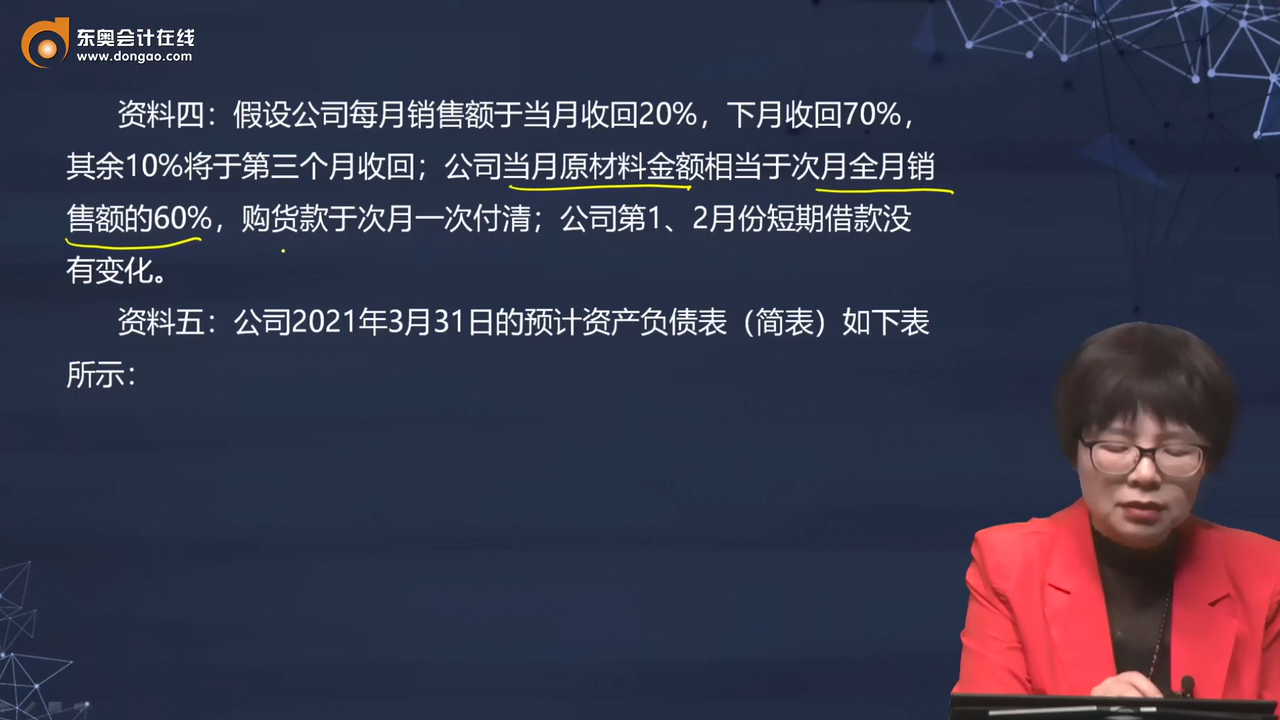 东奥会计在线
www.dongao.com
资料四：假设公司每月销售额于当月收回20%，下月收回70%，
其余10%将于第三个月收回；公司当月原材料金额相当于次月全月销
售额的60%，购货款于次月一次付清；公司第1、2月份短期借款没
有变化。
资料五：公司2021年3月31日的预计资产负债表（简表）如下表
所示：